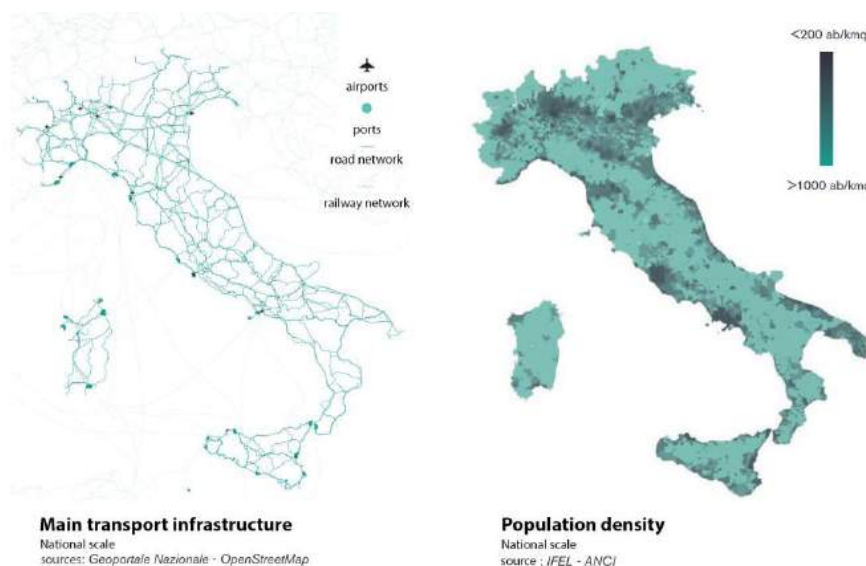 airports
ports
road network
railway network
Main transport infrastructure
National scale
sources: Geoportale Nazionale - OpenStreetMap
<200 ab/kmq
>1000 ab/kmq
Population density
National scale
source : IFEL - ANCI